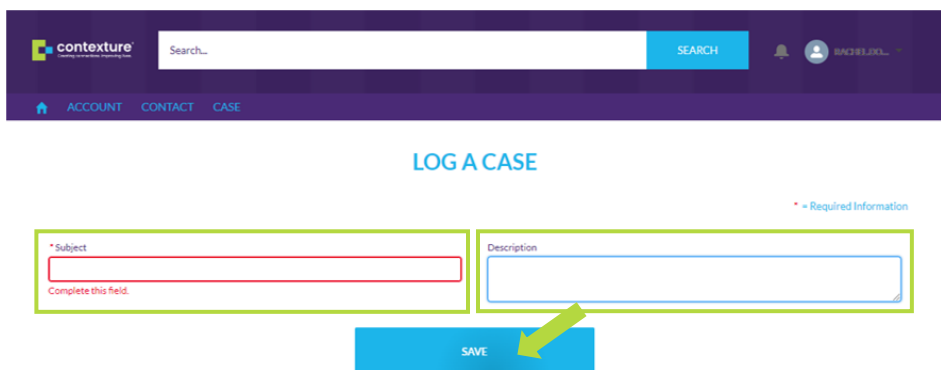 contexture
Search...
SEARCH
ACCOUNT CONTACT CASE
LOG A CASE
* = Required Information
*Subject
Description
Complete this field.
SAVE